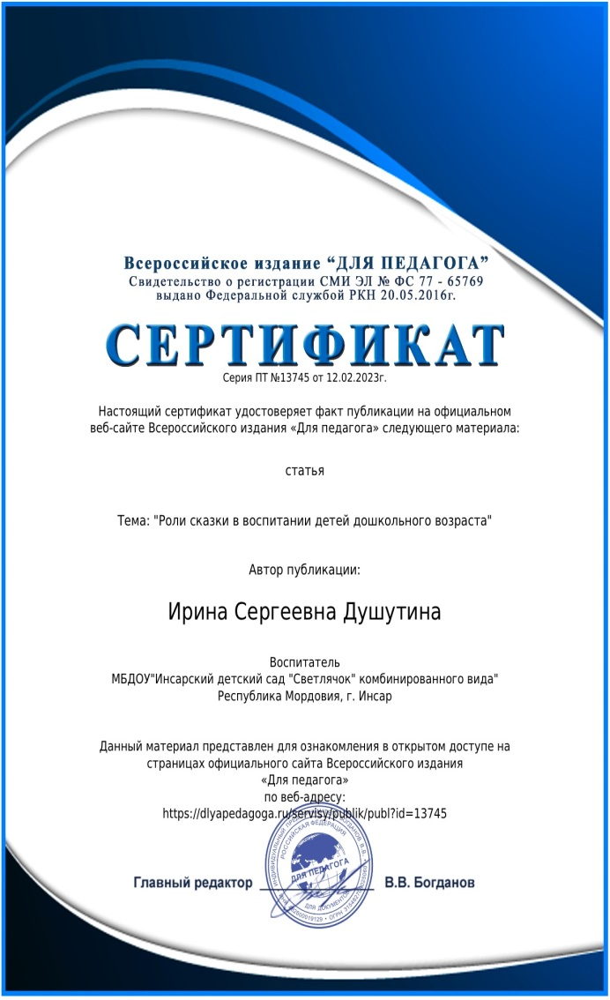 Всероссийское издание “ДЛЯ ПЕДАГОГА”
Свидетельство о регистрации СМИ ЭЛ № ФС 77 - 65769
выдано Федеральной службой РКН 20.05.2016г.
СЕРТИФИКАТ
Серия ПТ №13745 от 12.02.2023г.
Настоящий сертификат удостоверяет факт публикации на официальном
веб-сайте Всероссийского издания «Для педагога» следующего материала:
статья
Тема: "Роли сказки в воспитании детей дошкольного возраста"
Автор публикации:
Ирина Сергеевна Душутина
Воспитатель
МБДОУ"Инсарский детский сад "Светлячок" комбинированного вида"
Республика Мордовия, г. Инсар
Данный материал представлен для ознакомления в открытом доступе на
страницах официального сайта Всероссийского издания
«Для педагога»
по веб-адресу:
https://dlyapedagoga.ru/servisy/publik/publ?id=13745
РОССИЙСКАЯ ФЕДЕРАЦИЯ
ДЛЯ ПЕДАГОГА
ДЛЯ ДОКУМЕНТОВ
Главный редактор В.В. Богданов